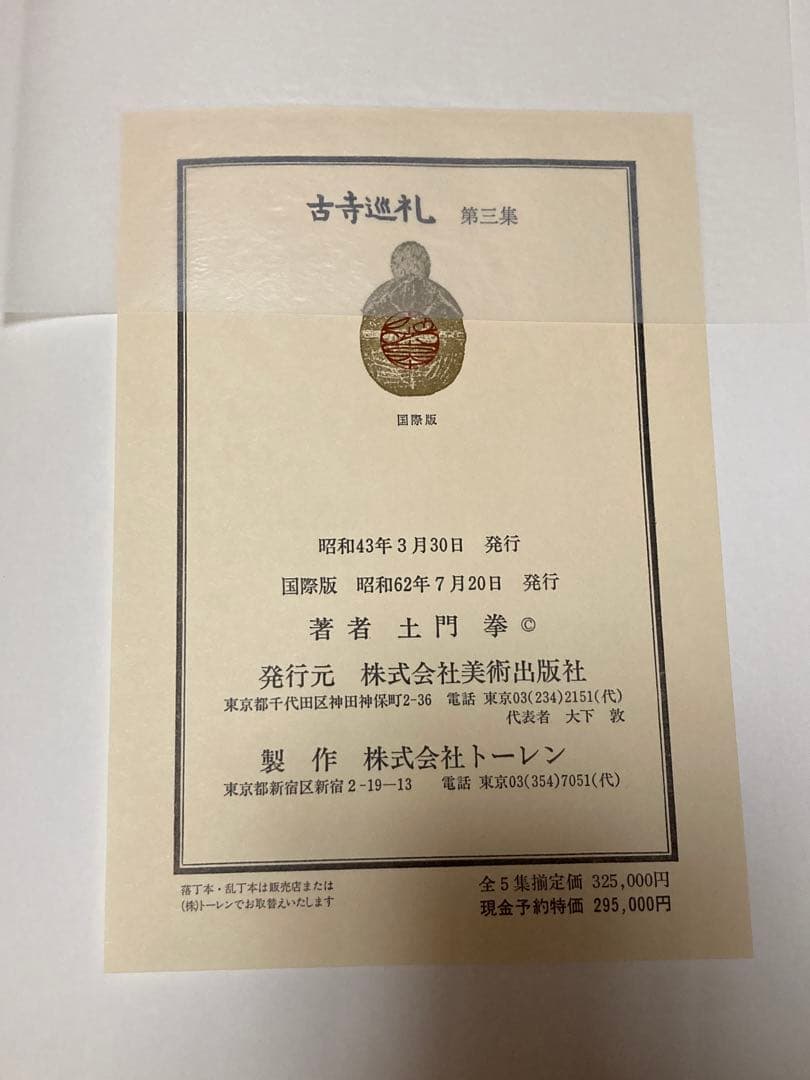 古寺巡礼 第三集
国際版
昭和43年3月30日 発行
国際版 昭和62年7月20日 発行
著者 土門 拳 ©
発行元 株式会社美術出版社
東京都千代田区神田神保町2-36 電話 東京03(234)2151(代)
代表者 大下 敦
製作 株式会社トーレン
東京都新宿区新宿2-19-13 電話 東京03(354)7051(代)
落丁本・乱丁本は販売店または
(株)トーレンでお取替えいたします
全5集揃定価 325,000円
現金予約特価 295,000円